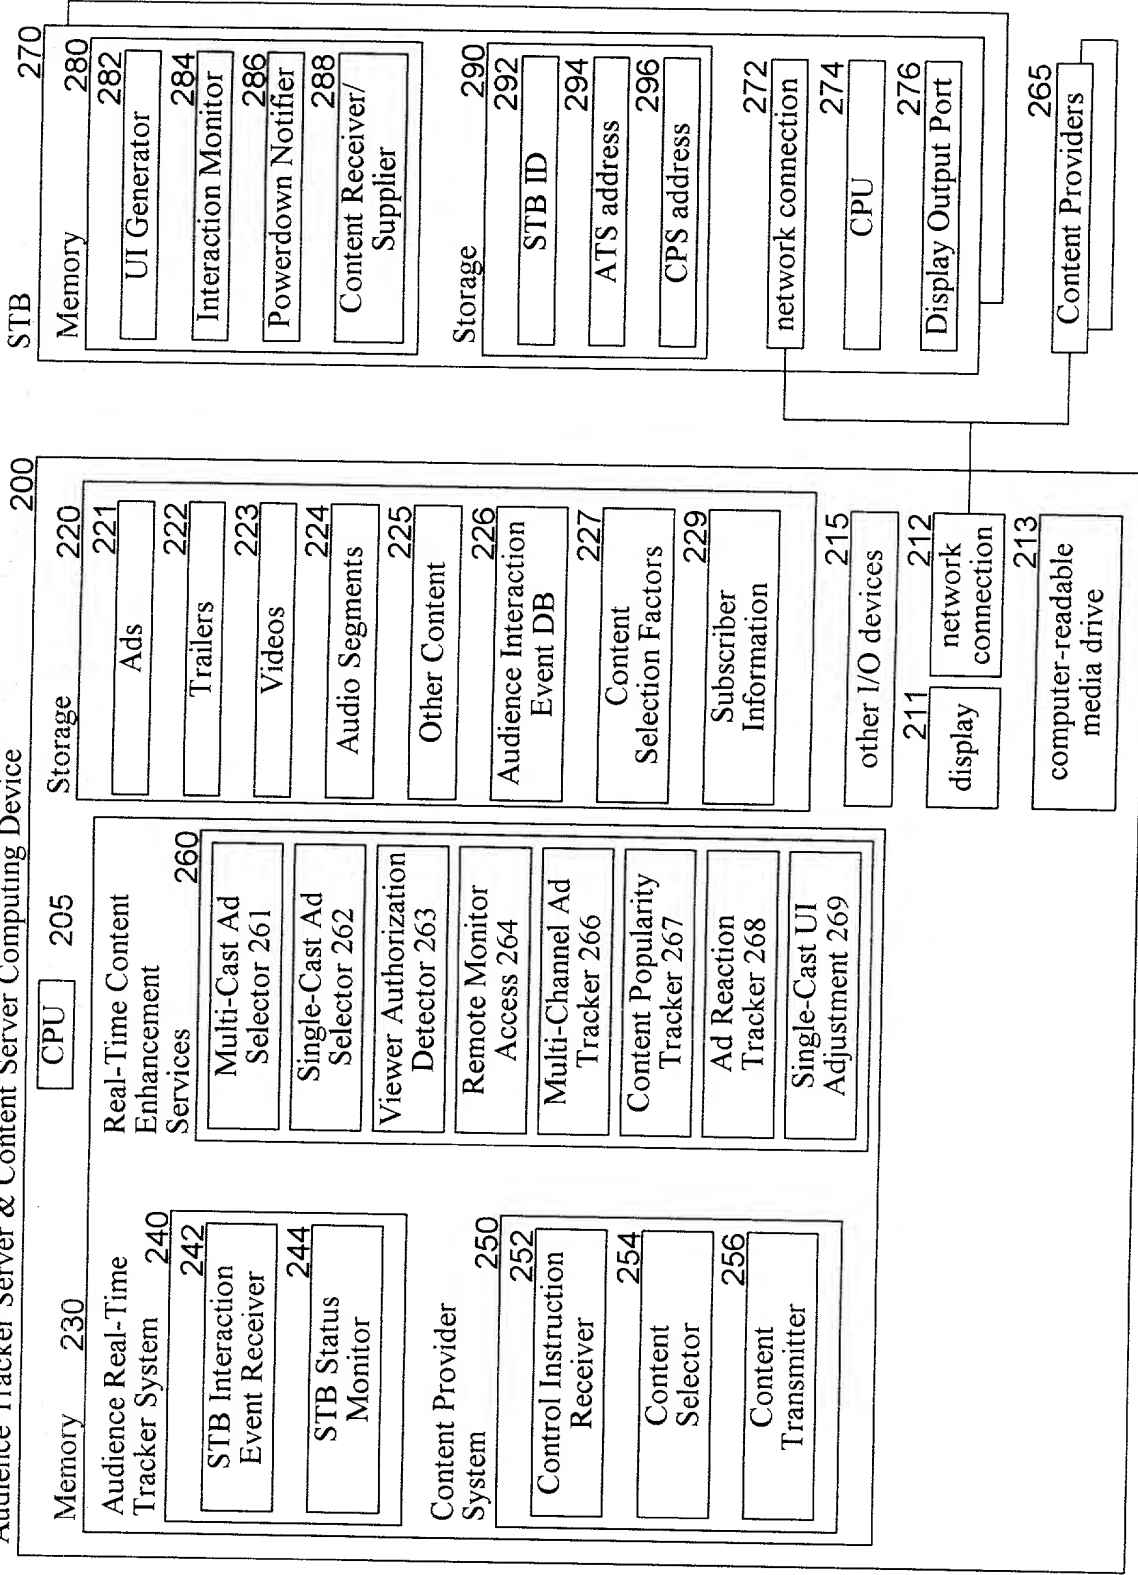 Audience Tracker Server & Content Server Computing Device
200
CPU
205
Memory
230
Audience Real-Time
Tracker System
240
242
STB Interaction
Event Receiver
244
STB Status
Monitor
Content Provider
System
250
252
Control Instruction
Receiver
254
Content
Selector
256
Content
Transmitter
Real-Time Content
Enhancement
Services
260
Multi-Cast Ad
Selector 261
Single-Cast Ad
Selector 262
Viewer Authorization
Detector 263
Remote Monitor
Access 264
Multi-Channel Ad
Tracker 266
Content Popularity
Tracker 267
Ad Reaction
Tracker 268
Single-Cast UI
Adjustment 269
Storage
220
221
Ads
222
Trailers
223
Videos
224
Audio Segments
225
Other Content
226
Audience Interaction
Event DB
227
Content
Selection Factors
229
Subscriber
Information
215
other I/O devices
211
display
212
network
connection
213
computer-readable
media drive
STB
270
Memory
280
282
UI Generator
284
Interaction Monitor
286
Powerdown Notifier
288
Content Receiver/
Supplier
Storage
290
292
STB ID
294
ATS address
296
CPS address
272
network connection
274
CPU
276
Display Output Port
265
Content Providers